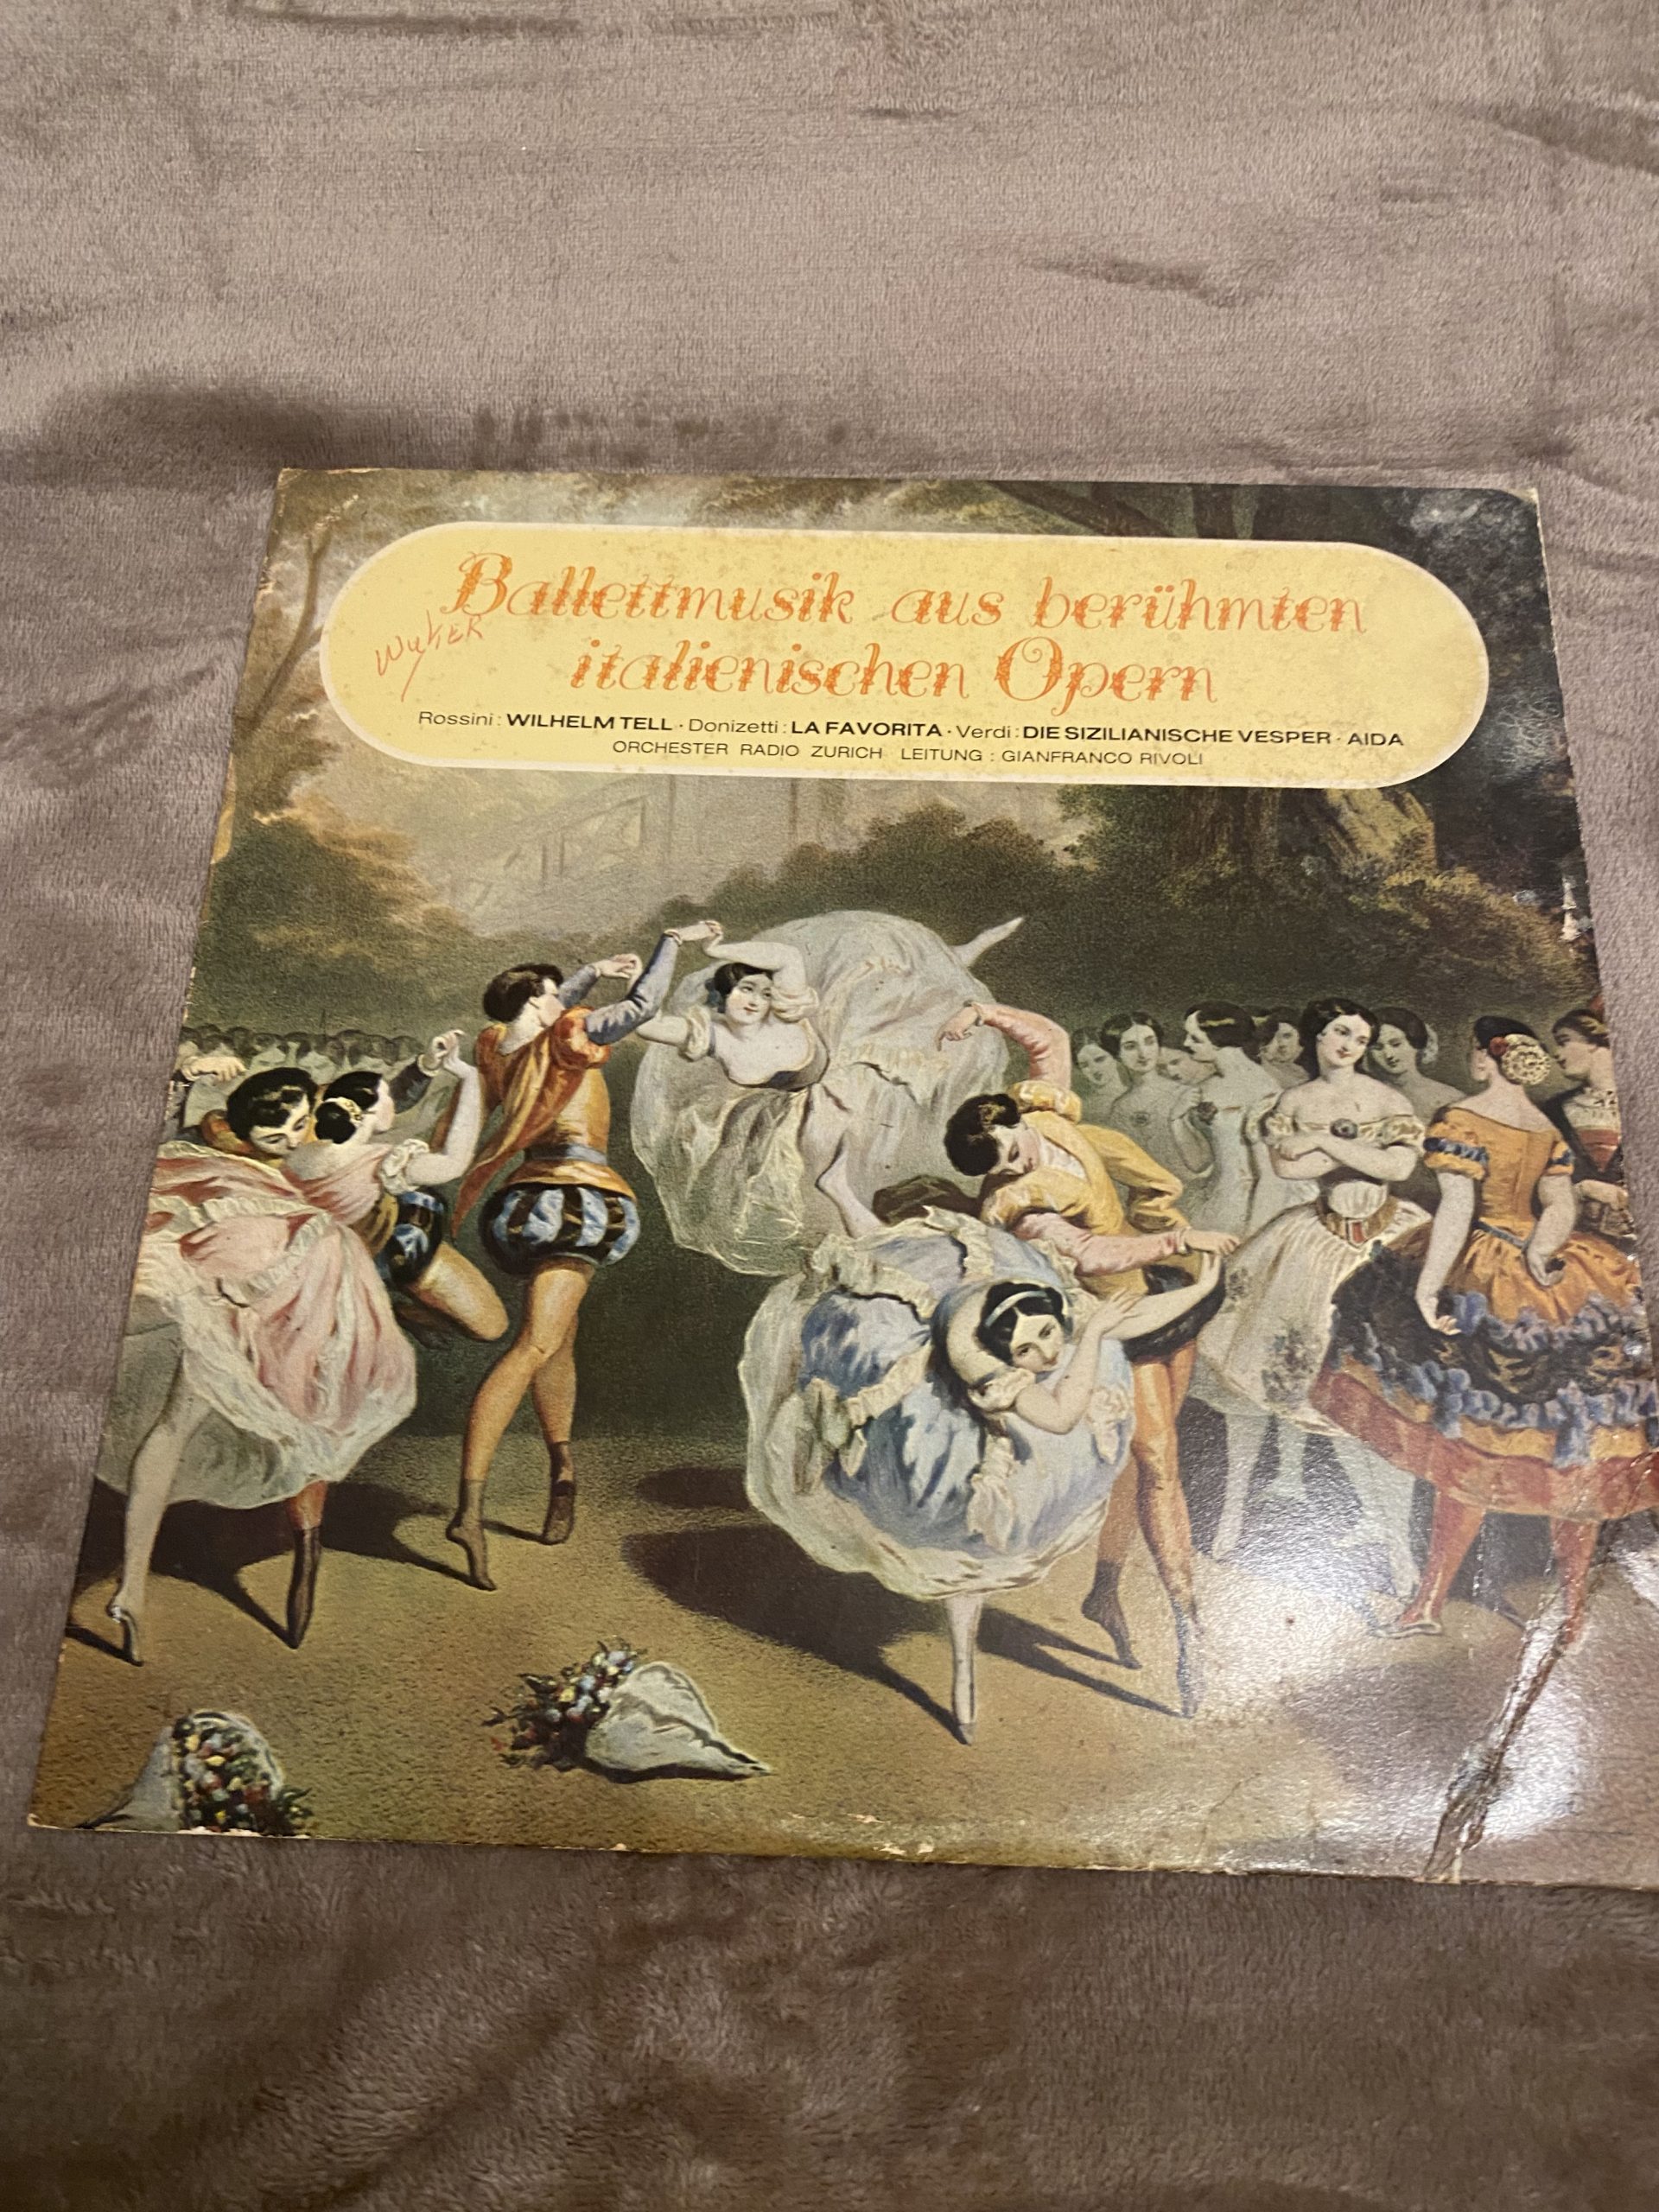 Ballettmusik aus berühmten
italienischen Opern
Rossini: WILHELM TELL · Donizetti: LA FAVORITA · Verdi: DIE SIZILIANISCHE VESPER · AIDA
ORCHESTER RADIO ZURICH LEITUNG: GIANFRANCO RIVOLI